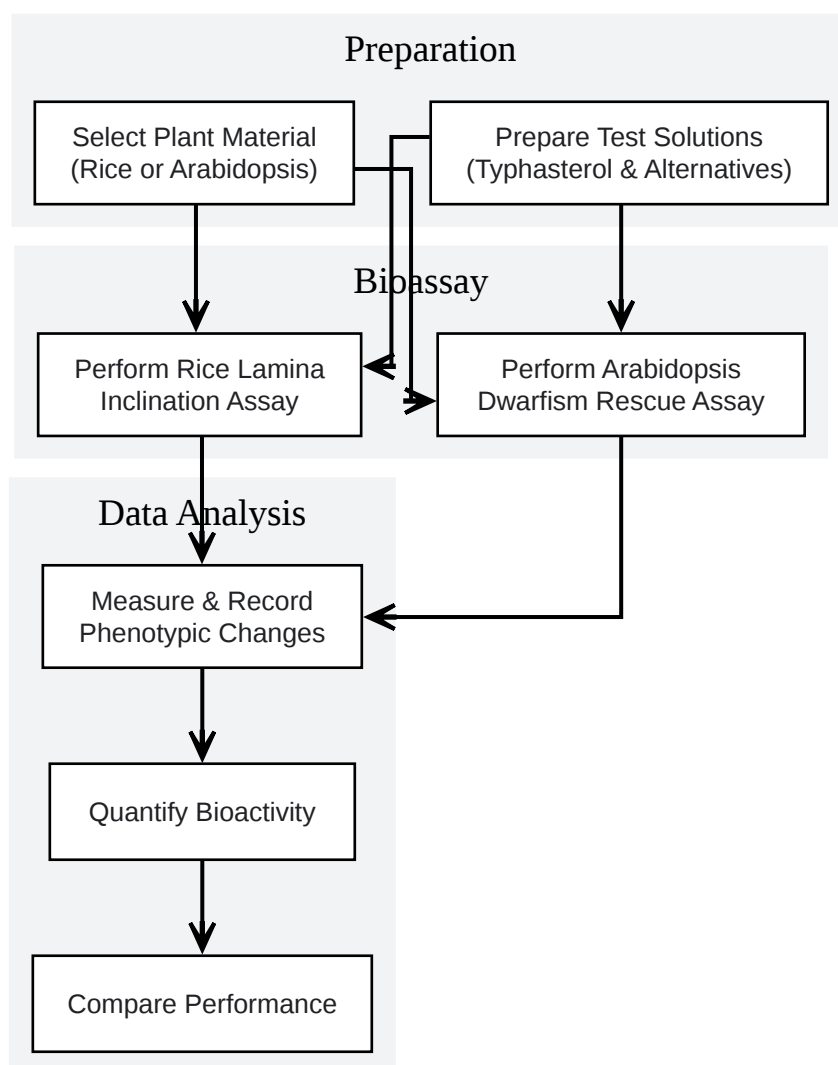 Preparation
Select Plant Material
(Rice or Arabidopsis)
Prepare Test Solutions
(Typhasterol & Alternatives)
Bioassay
Perform Rice Lamina
Inclination Assay
Perform Arabidopsis
Dwarfism Rescue Assay
Data Analysis
Measure & Record
Phenotypic Changes
Quantify Bioactivity
Compare Performance